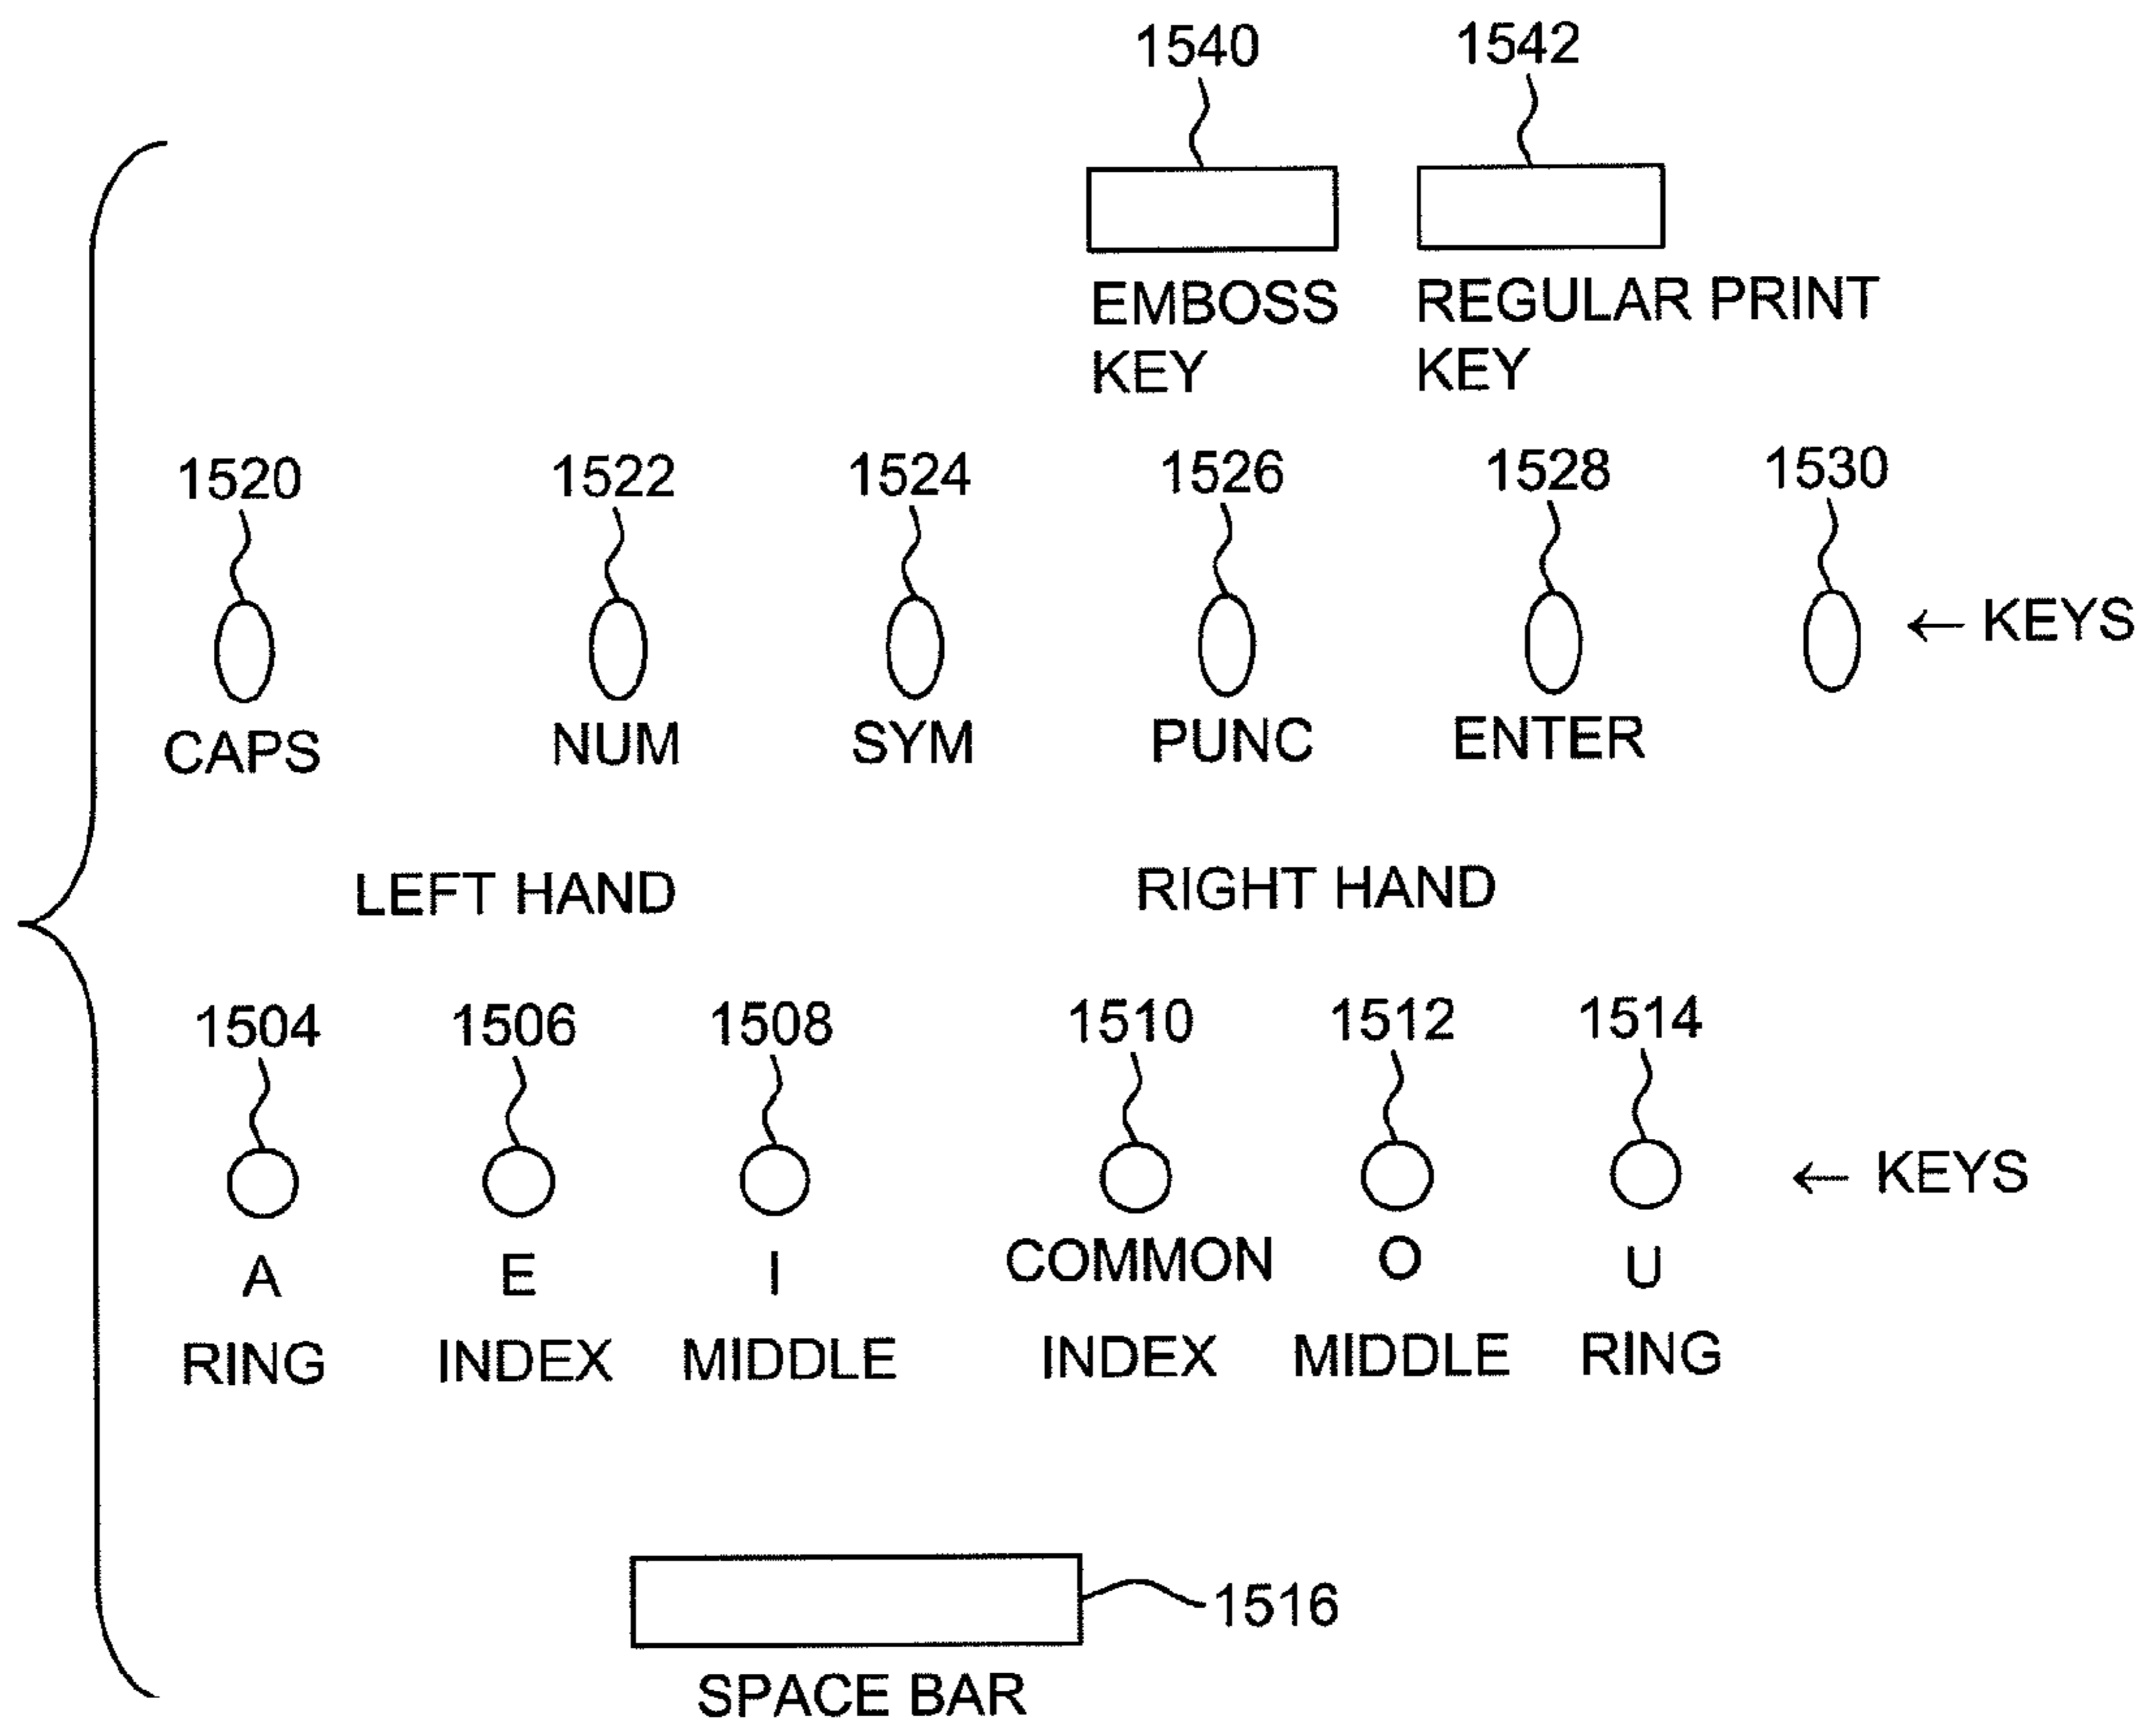 1540 1542
EMBOSS REGULAR PRINT
KEY KEY
1520 1522 1524 1526 1528 1530
← KEYS
CAPS NUM SYM PUNC ENTER
LEFT HAND RIGHT HAND
1504 1506 1508 1510 1512 1514
← KEYS
A E I COMMON O U
RING INDEX MIDDLE INDEX MIDDLE RING
1516
SPACE BAR